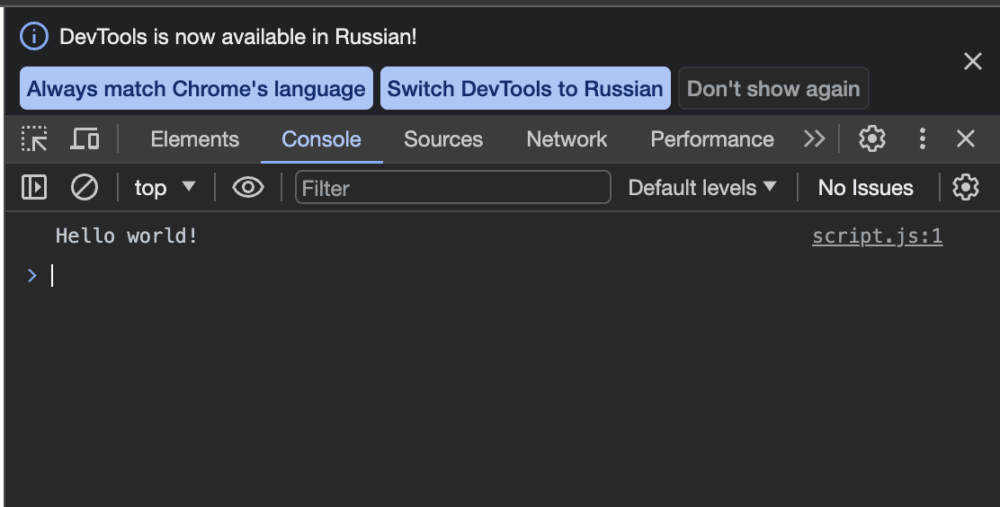 DevTools is now available in Russian!
Always match Chrome's language Switch DevTools to Russian Don't show again
Elements Console Sources Network Performance
top Filter Default levels No Issues
Hello world! script.js:1